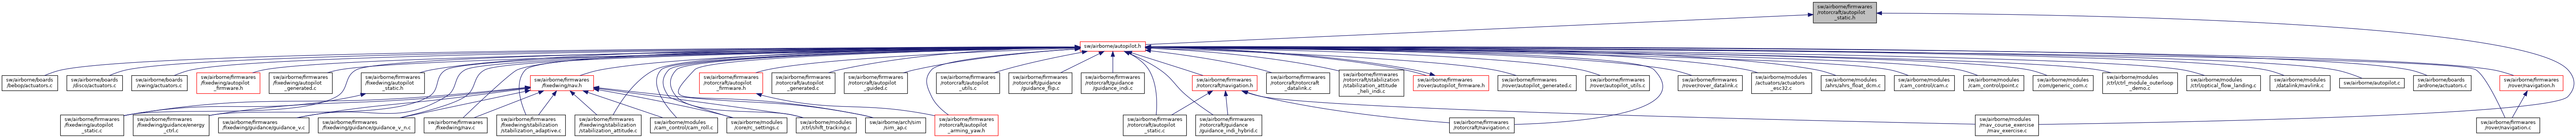 sw/airborne/firmwares
/rotorcraft/autopilot
_static.h
sw/airborne/autopilot.h
sw/airborne/boards
/bebop/actuators.c
sw/airborne/boards
/disco/actuators.c
sw/airborne/boards
/swing/actuators.c
sw/airborne/firmwares
/fixedwing/autopilot
_firmware.h
sw/airborne/firmwares
/fixedwing/autopilot
_generated.c
sw/airborne/firmwares
/fixedwing/autopilot
_static.h
sw/airborne/firmwares
/fixedwing/nav.h
sw/airborne/firmwares
/rotorcraft/autopilot
_firmware.h
sw/airborne/firmwares
/rotorcraft/autopilot
_generated.c
sw/airborne/firmwares
/rotorcraft/autopilot
_guided.c
sw/airborne/firmwares
/rotorcraft/autopilot
_utils.c
sw/airborne/firmwares
/rotorcraft/guidance
/guidance_flip.c
sw/airborne/firmwares
/rotorcraft/guidance
/guidance_indi.c
sw/airborne/firmwares
/rotorcraft/navigation.h
sw/airborne/firmwares
/rotorcraft/rotorcraft
_datalink.c
sw/airborne/firmwares
/rotorcraft/stabilization
/stabilization_attitude
_heli_indi.c
sw/airborne/firmwares
/rover/autopilot_firmware.h
sw/airborne/firmwares
/rover/autopilot_generated.c
sw/airborne/firmwares
/rover/autopilot_utils.c
sw/airborne/firmwares
/rover/rover_datalink.c
sw/airborne/modules
/actuators/actuators
_esc32.c
sw/airborne/modules
/ahrs/ahrs_float_dcm.c
sw/airborne/modules
/cam_control/cam.c
sw/airborne/modules
/cam_control/point.c
sw/airborne/modules
/com/generic_com.c
sw/airborne/modules
/ctrl/ctrl_module_outerloop
_demo.c
sw/airborne/modules
/ctrl/optical_flow_landing.c
sw/airborne/modules
/datalink/mavlink.c
sw/airborne/autopilot.c
sw/airborne/boards
/ardrone/actuators.c
sw/airborne/firmwares
/rover/navigation.h
sw/airborne/firmwares
/fixedwing/autopilot
_static.c
sw/airborne/firmwares
/fixedwing/guidance/energy
_ctrl.c
sw/airborne/firmwares
/fixedwing/guidance/guidance_v.c
sw/airborne/firmwares
/fixedwing/guidance/guidance_v_n.c
sw/airborne/firmwares
/fixedwing/nav.c
sw/airborne/firmwares
/fixedwing/stabilization
/stabilization_adaptive.c
sw/airborne/firmwares
/fixedwing/stabilization
/stabilization_attitude.c
sw/airborne/modules
/cam_control/cam_roll.c
sw/airborne/modules
/core/rc_settings.c
sw/airborne/modules
/ctrl/shift_tracking.c
sw/airborne/arch/sim
/sim_ap.c
sw/airborne/firmwares
/rotorcraft/autopilot
_arming_yaw.h
sw/airborne/firmwares
/rotorcraft/autopilot
_static.c
sw/airborne/firmwares
/rotorcraft/guidance
/guidance_indi_hybrid.c
sw/airborne/firmwares
/rotorcraft/navigation.c
sw/airborne/modules
/mav_course_exercise
/mav_exercise.c
sw/airborne/firmwares
/rover/navigation.c